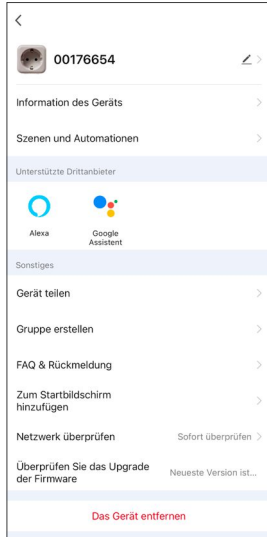 00176654
Information des Geräts
Szenen und Automationen
Unterstützte Drittanbieter
Alexa
Google
Assistent
Sonstiges
Gerät teilen
Gruppe erstellen
FAQ & Rückmeldung
Zum Startbildschirm
hinzufügen
Netzwerk überprüfen Sofort überprüfen
Überprüfen Sie das Upgrade
der Firmware Neueste Version ist...
Das Gerät entfernen